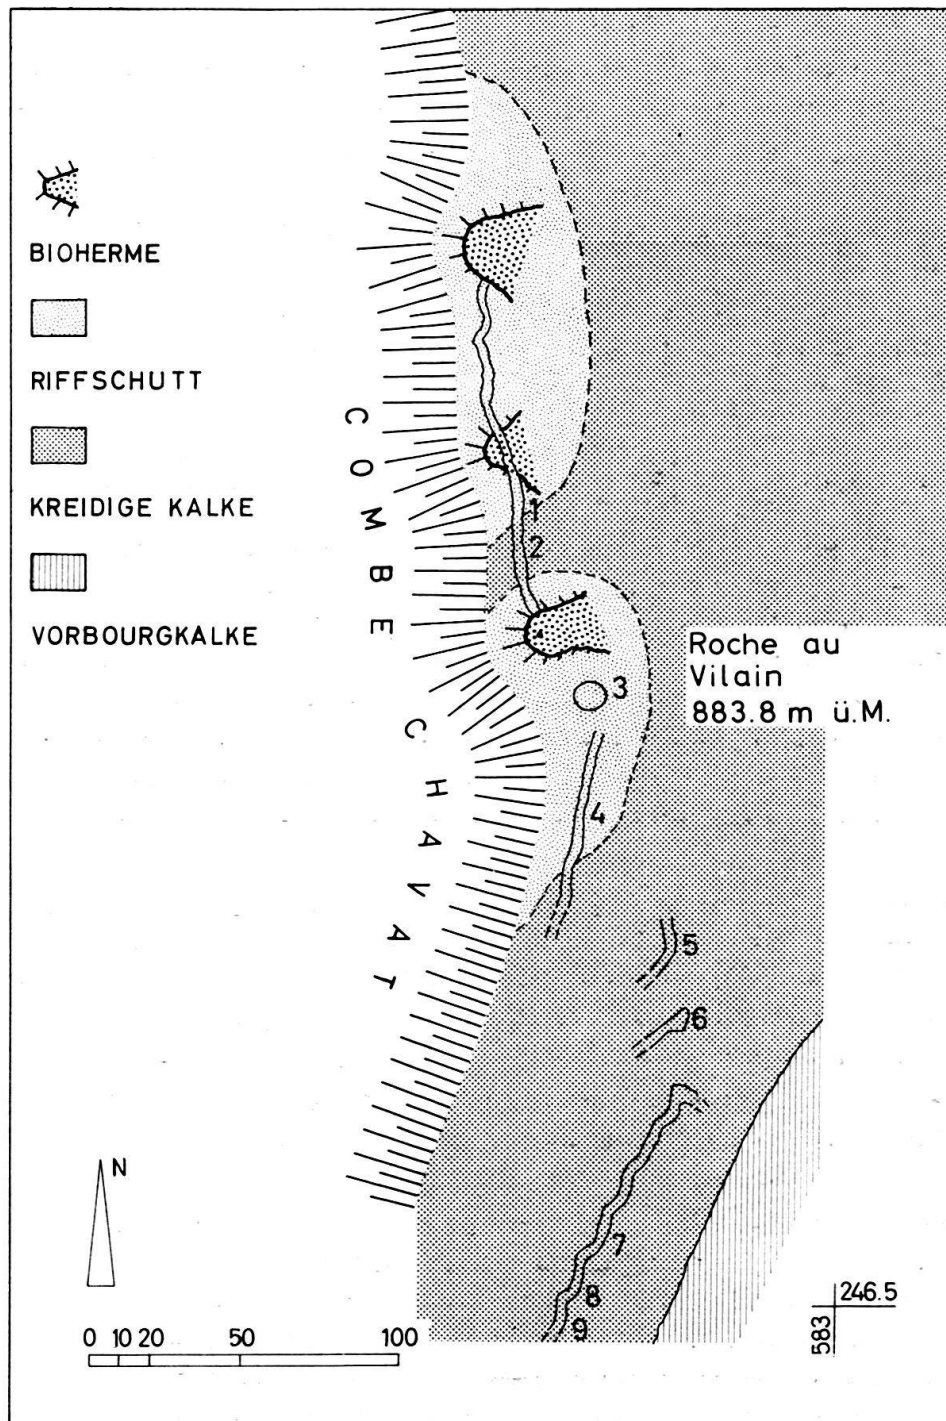 BIOHERME
RIFFSCHUTT
KREIDIGE KALKE
VORBOURGKALKE
COMBE CHAVAT
1
2
Roche au
Vilain
883.8 m ü.M.
3
4
5
6
7
8
9
N
0 10 20 50 100
246.5
583